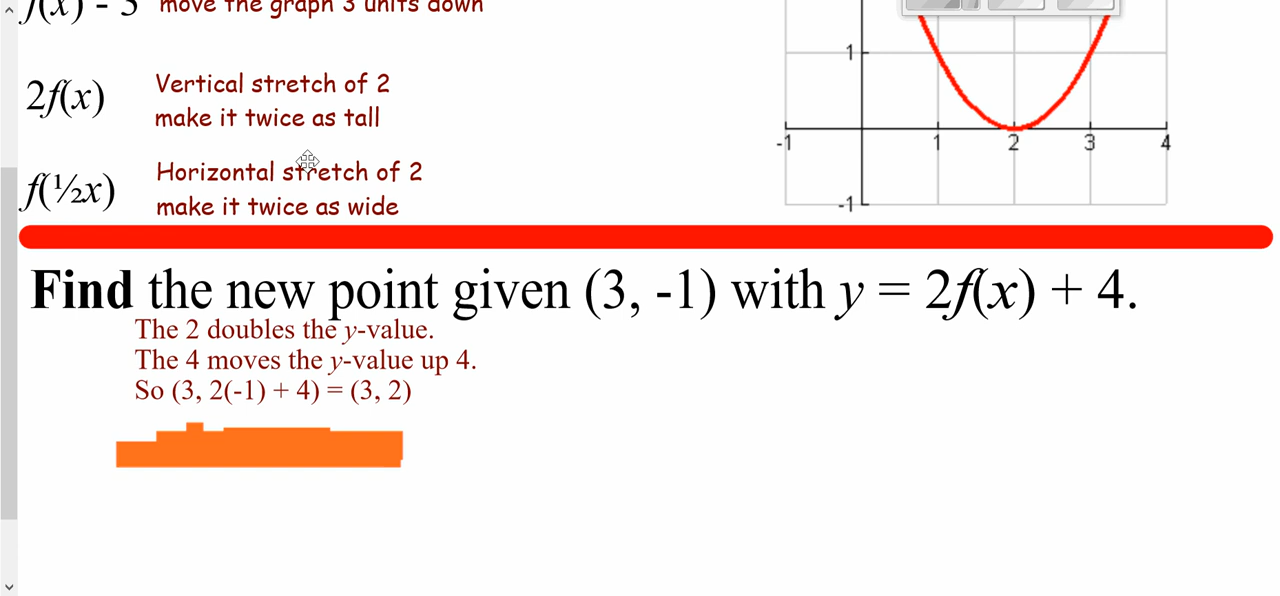 f(x) - 3 move the graph 3 units down
2f(x) Vertical stretch of 2
make it twice as tall
f(½x) Horizontal stretch of 2
make it twice as wide
1
-1 1 2 3 4
-1
Find the new point given (3, -1) with y = 2f(x) + 4.
The 2 doubles the y-value.
The 4 moves the y-value up 4.
So (3, 2(-1) + 4) = (3, 2)